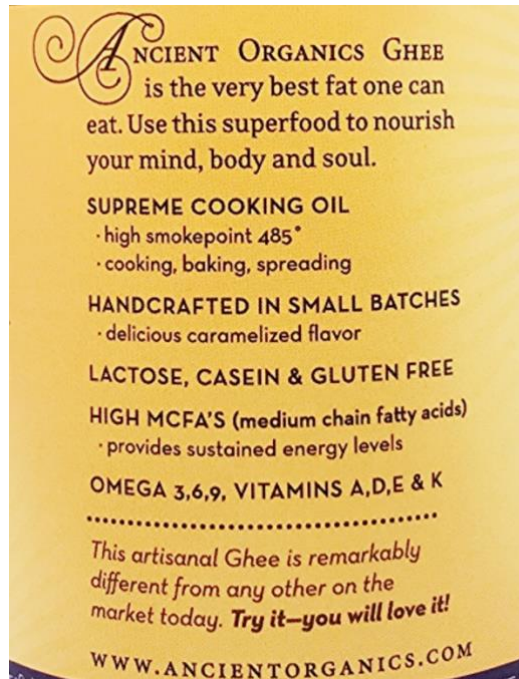 ANCIENT ORGANICS GHEE
is the very best fat one can
eat. Use this superfood to nourish
your mind, body and soul.
SUPREME COOKING OIL
· high smokepoint 485°
· cooking, baking, spreading
HANDCRAFTED IN SMALL BATCHES
· delicious caramelized flavor
LACTOSE, CASEIN & GLUTEN FREE
HIGH MCFA'S (medium chain fatty acids)
· provides sustained energy levels
OMEGA 3,6,9, VITAMINS A,D,E & K
This artisanal Ghee is remarkably
different from any other on the
market today. Try it—you will love it!
WWW.ANCIENTORGANICS.COM